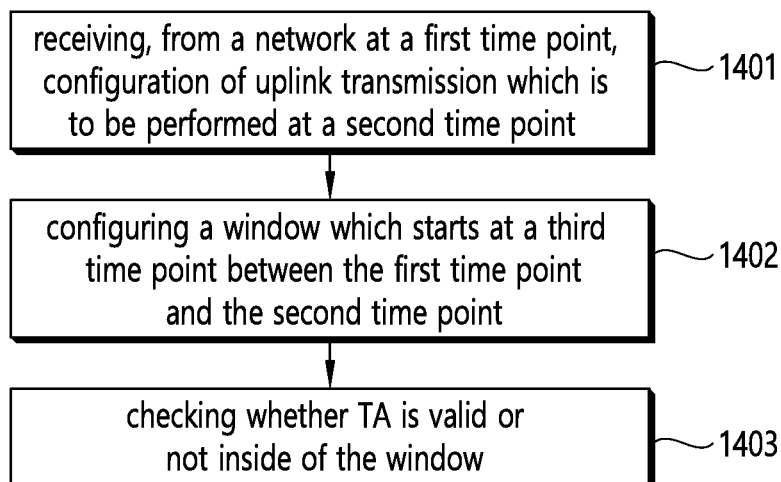 receiving, from a network at a first time point,
configuration of uplink transmission which is
to be performed at a second time point
1401
configuring a window which starts at a third
time point between the first time point
and the second time point
1402
checking whether TA is valid or
not inside of the window
1403